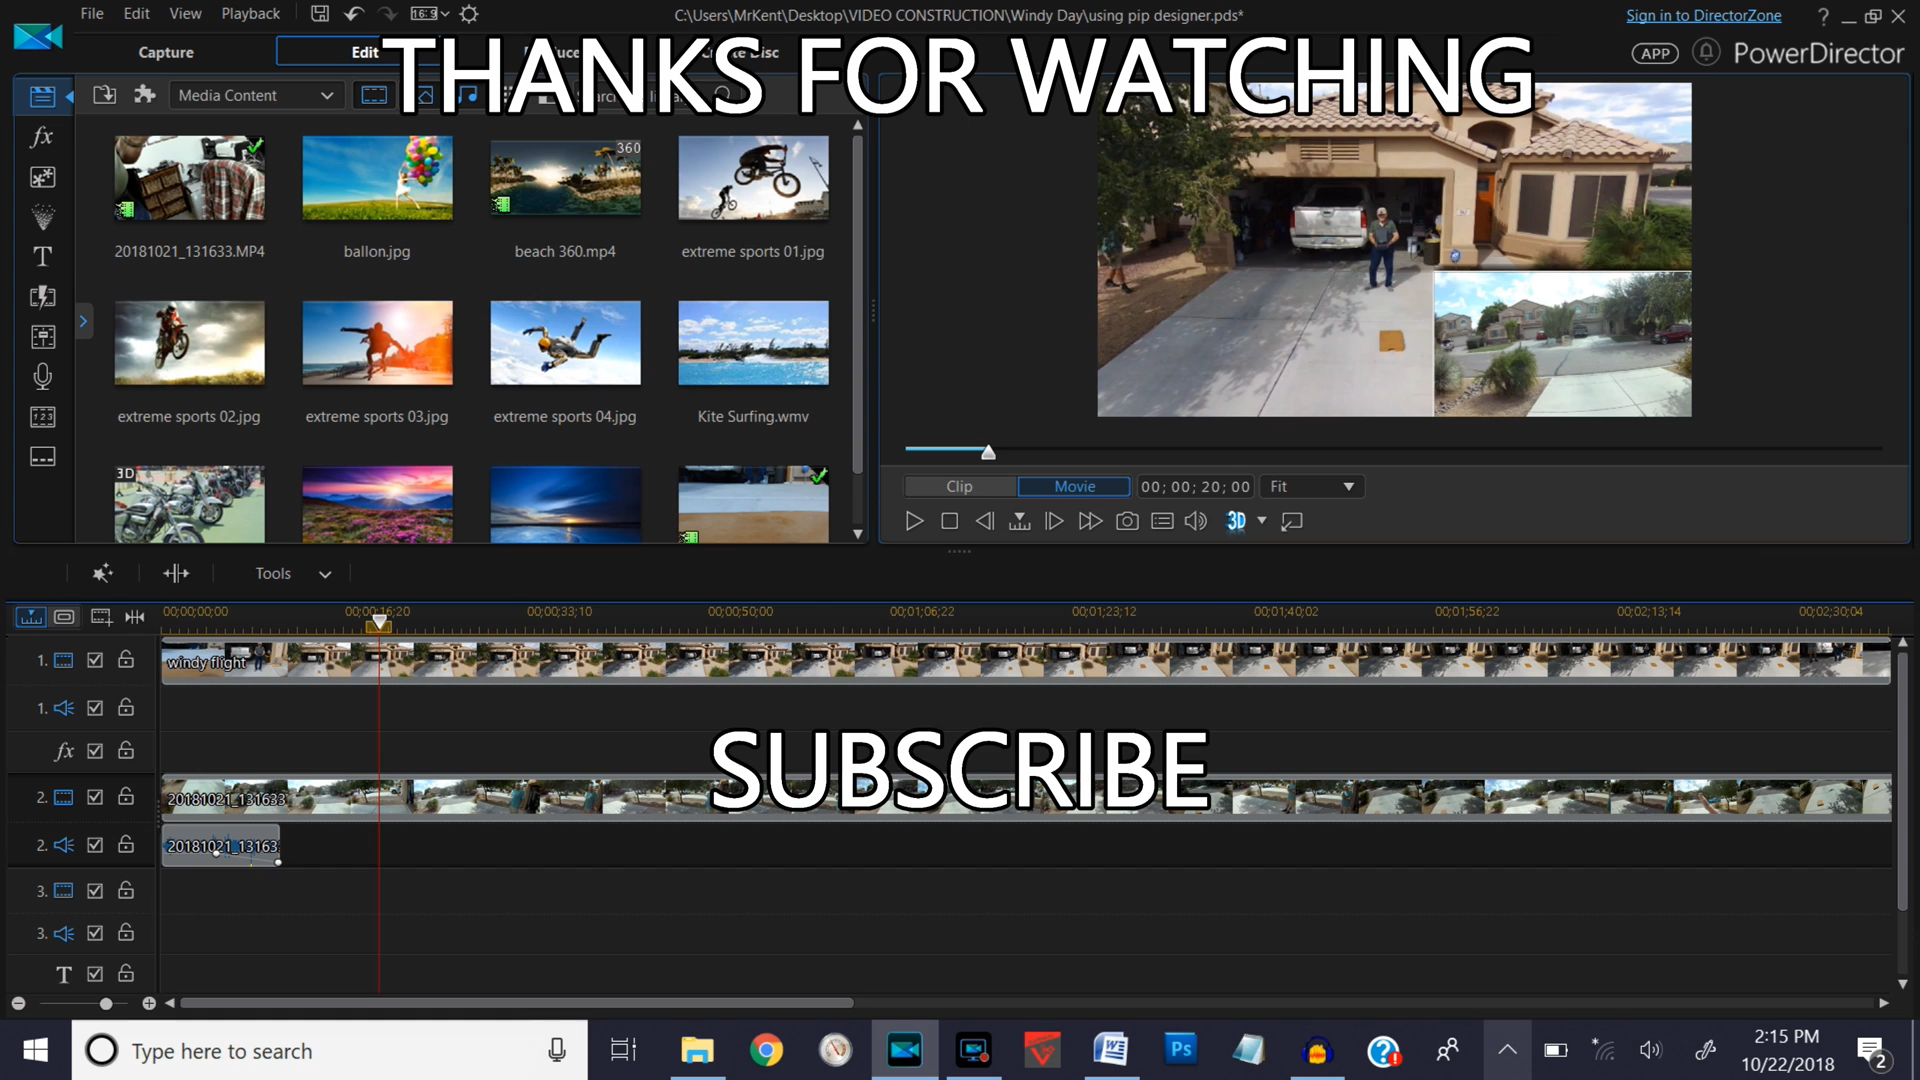 File Edit View Playback 16:9 C:\Users\MrKent\Desktop\VIDEO CONSTRUCTION\Windy Day\using pip designer.pds* Sign in to DirectorZone ?
Capture Edit APP PowerDirector
THANKS FOR WATCHING
Media Content
360
20181021_131633.MP4 ballon.jpg beach 360.mp4 extreme sports 01.jpg
extreme sports 02.jpg extreme sports 03.jpg extreme sports 04.jpg Kite Surfing.wmv
3D
Clip Movie 00; 00; 20; 00 Fit
3D
Tools
00;00;00;00 00;00;16;20 00;00;33;10 00;00;50;00 00;01;06;22 00;01;23;12 00;01;40;02 00;01;56;22 00;02;13;14 00;02;30;04
1. windy flight
1.
fx
SUBSCRIBE
2. 20181021_131633
2. 20181021_13163
3.
3.
T
Type here to search
W Ps
2:15 PM
10/22/2018
2